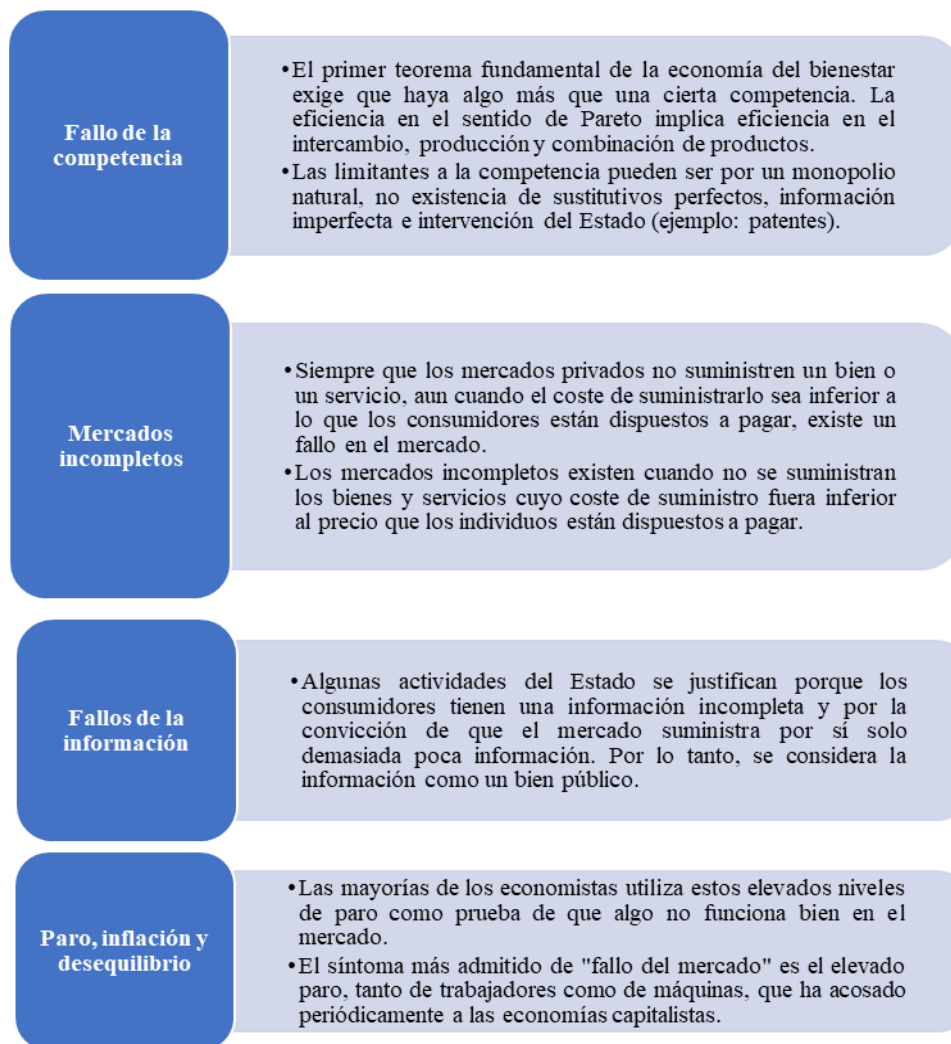 Fallo de la
competencia
•El primer teorema fundamental de la economía del bienestar
exige que haya algo más que una cierta competencia. La
eficiencia en el sentido de Pareto implica eficiencia en el
intercambio, producción y combinación de productos.
•Las limitantes a la competencia pueden ser por un monopolio
natural, no existencia de sustitutivos perfectos, información
imperfecta e intervención del Estado (ejemplo: patentes).
Mercados
incompletos
•Siempre que los mercados privados no suministren un bien o
un servicio, aun cuando el coste de suministrarlo sea inferior a
lo que los consumidores están dispuestos a pagar, existe un
fallo en el mercado.
•Los mercados incompletos existen cuando no se suministran
los bienes y servicios cuyo coste de suministro fuera inferior
al precio que los individuos están dispuestos a pagar.
Fallos de la
información
•Algunas actividades del Estado se justifican porque los
consumidores tienen una información incompleta y por la
convicción de que el mercado suministra por sí solo
demasiada poca información. Por lo tanto, se considera la
información como un bien público.
Paro, inflación y
desequilibrio
•Las mayorías de los economistas utiliza estos elevados niveles
de paro como prueba de que algo no funciona bien en el
mercado.
•El síntoma más admitido de "fallo del mercado" es el elevado
paro, tanto de trabajadores como de máquinas, que ha acosado
periódicamente a las economías capitalistas.